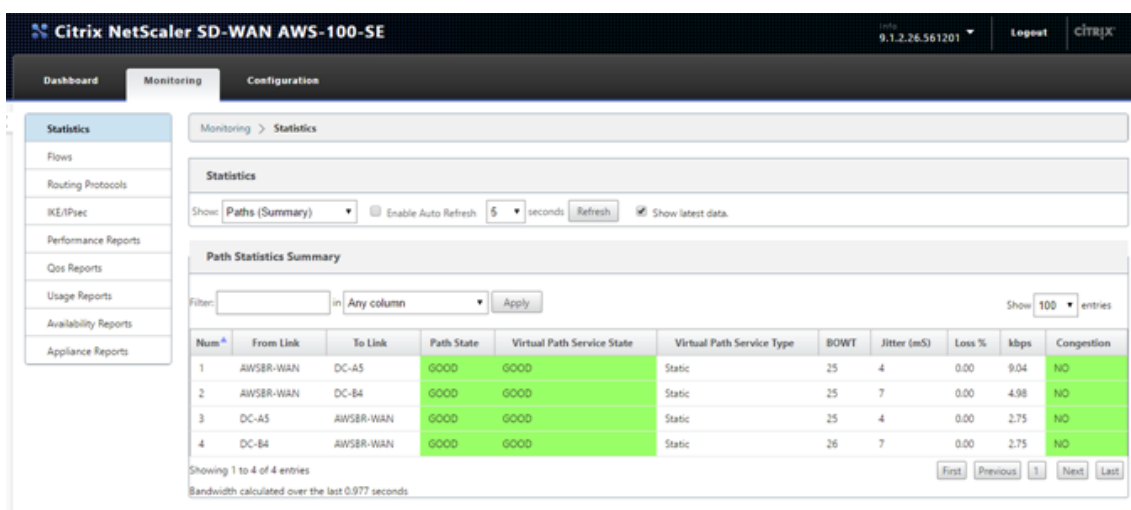 Citrix NetScaler SD-WAN AWS-100-SE
Info
9.1.2.26.561201
Logout
CITRIX
Dashboard Monitoring Configuration
Statistics
Flows
Routing Protocols
IKE/IPsec
Performance Reports
Qos Reports
Usage Reports
Availability Reports
Appliance Reports
Monitoring > Statistics
Statistics
Show: Paths (Summary) Enable Auto Refresh 5 seconds Refresh Show latest data.
Path Statistics Summary
Filter: in Any column Apply Show 100 entries
Num From Link To Link Path State Virtual Path Service State Virtual Path Service Type BOWT Jitter (mS) Loss % kbps Congestion
1 AWSBR-WAN DC-A5 GOOD GOOD Static 25 4 0.00 9.04 NO
2 AWSBR-WAN DC-B4 GOOD GOOD Static 25 7 0.00 4.98 NO
3 DC-A5 AWSBR-WAN GOOD GOOD Static 25 4 0.00 2.75 NO
4 DC-B4 AWSBR-WAN GOOD GOOD Static 26 7 0.00 2.75 NO
Showing 1 to 4 of 4 entries
First Previous 1 Next Last
Bandwidth calculated over the last 0.977 seconds